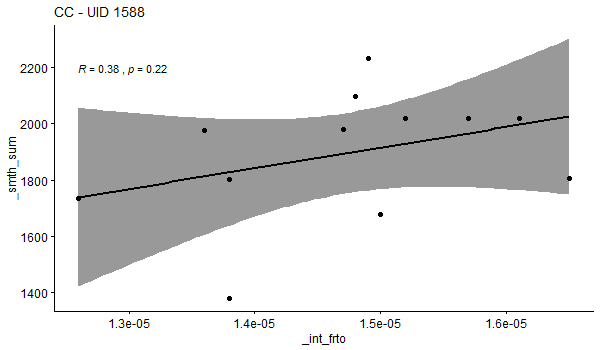 CC - UID 1588
R = 0.38 , p = 0.22
2200
2000
1800
1600
1400
_smth_sum
1.3e-05 1.4e-05 1.5e-05 1.6e-05
_int_frto